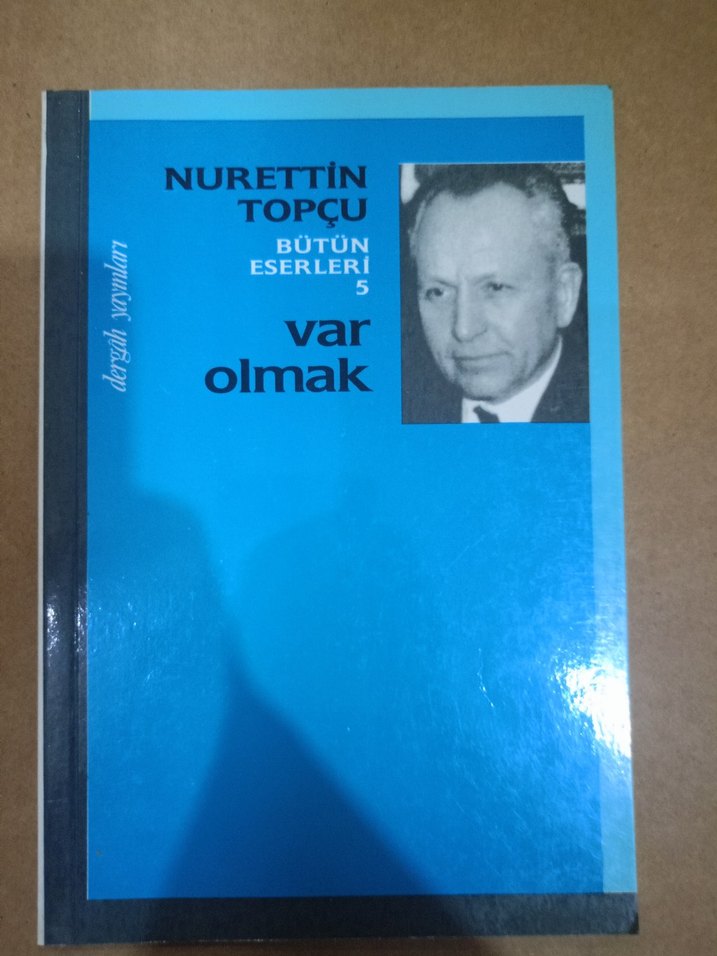 NURETTİN
TOPÇU
BÜTÜN
ESERLERİ
5
var
olmak
dergâh yayınları